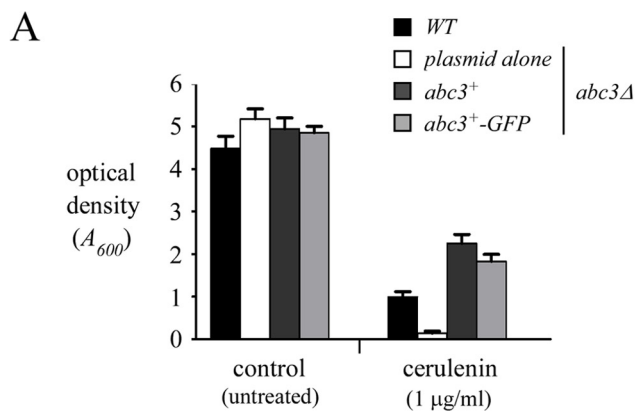 A
WT
plasmid alone
abc3⁺
abc3⁺-GFP
abc3Δ
6
5
4
3
2
1
0
optical
density
(A₆₀₀)
control
(untreated)
cerulenin
(1 µg/ml)